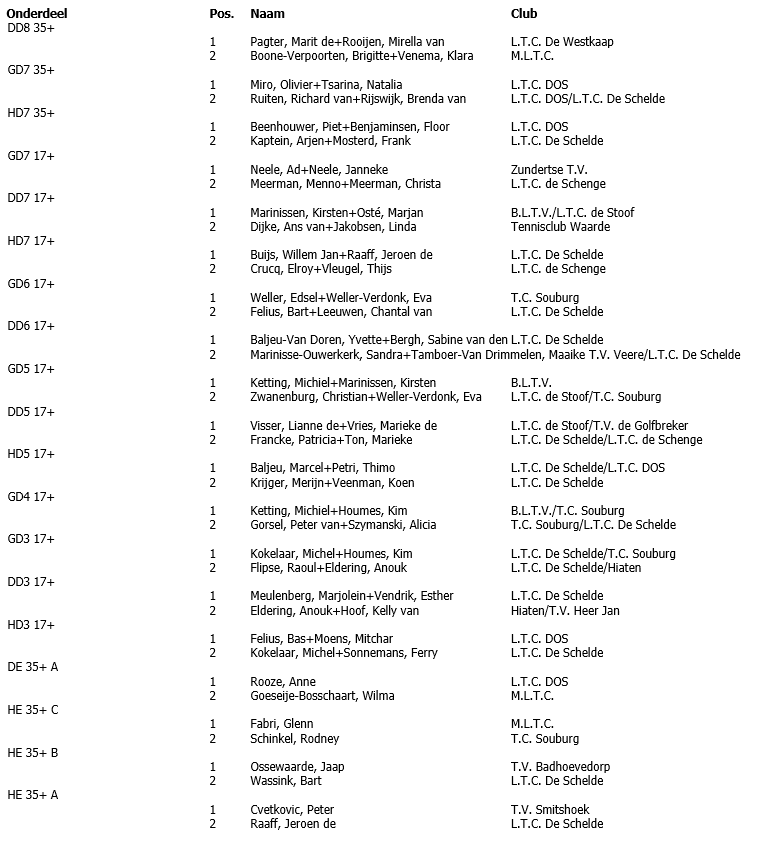 Onderdeel Pos. Naam Club
DD8 35+
1 Pagter, Marit de+Rooijen, Mirella van L.T.C. De Westkaap
2 Boone-Verpoorten, Brigitte+Venema, Klara M.L.T.C.
GD7 35+
1 Miro, Olivier+Tsarina, Natalia L.T.C. DOS
2 Ruiten, Richard van+Rijswijk, Brenda van L.T.C. DOS/L.T.C. De Schelde
HD7 35+
1 Beenhouwer, Piet+Benjaminsen, Floor L.T.C. DOS
2 Kaptein, Arjen+Mosterd, Frank L.T.C. De Schelde
GD7 17+
1 Neele, Ad+Neele, Janneke Zundertse T.V.
2 Meerman, Menno+Meerman, Christa L.T.C. de Schenge
DD7 17+
1 Marinissen, Kirsten+Osté, Marjan B.L.T.V./L.T.C. de Stoof
2 Dijke, Ans van+Jakobsen, Linda Tennisclub Waarde
HD7 17+
1 Buijs, Willem Jan+Raaff, Jeroen de L.T.C. De Schelde
2 Crucq, Elroy+Vleugel, Thijs L.T.C. de Schenge
GD6 17+
1 Weller, Edsel+Weller-Verdonk, Eva T.C. Souburg
2 Felius, Bart+Leeuwen, Chantal van L.T.C. De Schelde
DD6 17+
1 Baljeu-Van Doren, Yvette+Bergh, Sabine van den L.T.C. De Schelde
2 Marinisse-Ouwerkerk, Sandra+Tamboer-Van Drimmelen, Maaike T.V. Veere/L.T.C. De Schelde
GD5 17+
1 Ketting, Michiel+Marinissen, Kirsten B.L.T.V.
2 Zwanenburg, Christian+Weller-Verdonk, Eva L.T.C. de Stoof/T.C. Souburg
DD5 17+
1 Visser, Lianne de+Vries, Marieke de L.T.C. de Stoof/T.V. de Golfbreker
2 Francke, Patricia+Ton, Marieke L.T.C. De Schelde/L.T.C. de Schenge
HD5 17+
1 Baljeu, Marcel+Petri, Thimo L.T.C. De Schelde/L.T.C. DOS
2 Krijger, Merijn+Veenman, Koen L.T.C. De Schelde
GD4 17+
1 Ketting, Michiel+Houmes, Kim B.L.T.V./T.C. Souburg
2 Gorsel, Peter van+Szymanski, Alicia T.C. Souburg/L.T.C. De Schelde
GD3 17+
1 Kokelaar, Michel+Houmes, Kim L.T.C. De Schelde/T.C. Souburg
2 Flipse, Raoul+Eldering, Anouk L.T.C. De Schelde/Hiaten
DD3 17+
1 Meulenberg, Marjolein+Vendrik, Esther L.T.C. De Schelde
2 Eldering, Anouk+Hoof, Kelly van Hiaten/T.V. Heer Jan
HD3 17+
1 Felius, Bas+Moens, Mitchar L.T.C. DOS
2 Kokelaar, Michel+Sonnemans, Ferry L.T.C. De Schelde
DE 35+ A
1 Rooze, Anne L.T.C. DOS
2 Goeseije-Bosschaart, Wilma M.L.T.C.
HE 35+ C
1 Fabri, Glenn M.L.T.C.
2 Schinkel, Rodney T.C. Souburg
HE 35+ B
1 Ossewaarde, Jaap T.V. Badhoevedorp
2 Wassink, Bart L.T.C. De Schelde
HE 35+ A
1 Cvetkovic, Peter T.V. Smitshoek
2 Raaff, Jeroen de L.T.C. De Schelde